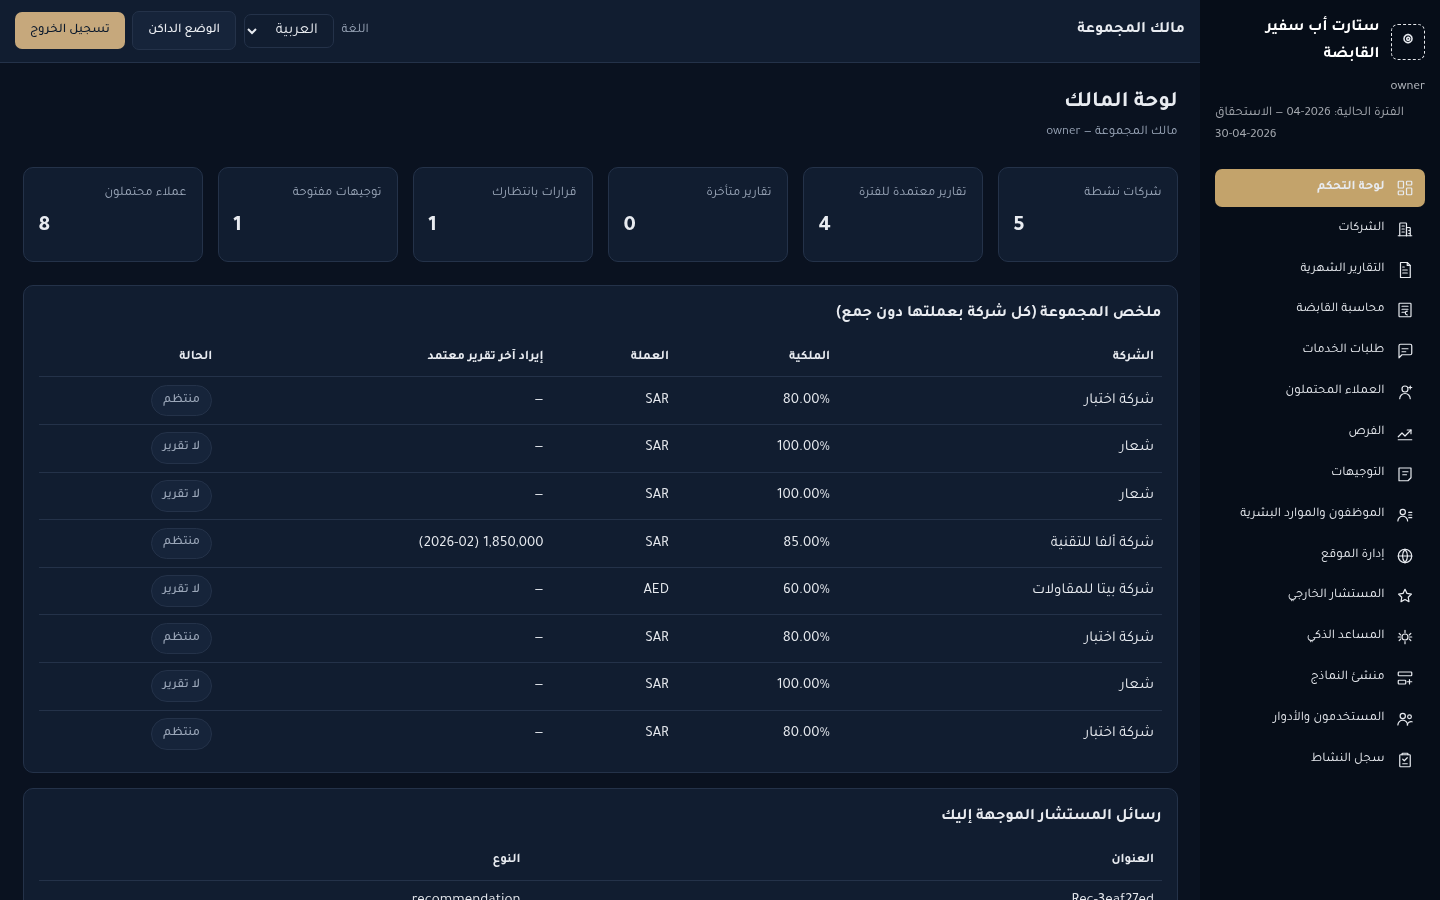 ستارت أب سفير
القابضة
owner
الفترة الحالية: 2026-04 — الاستحقاق
2026-04-30
لوحة التحكم
الشركات
التقارير الشهرية
محاسبة القابضة
طلبات الخدمات
العملاء المحتملون
الفرص
التوجيهات
الموظفون والموارد البشرية
إدارة الموقع
المستشار الخارجي
المساعد الذكي
منشئ النماذج
المستخدمون والأدوار
سجل النشاط
مالك المجموعة
اللغة العربية الوضع الداكن تسجيل الخروج
لوحة المالك
مالك المجموعة — owner
شركات نشطة
5
تقارير معتمدة للفترة
4
تقارير متأخرة
0
قرارات بانتظارك
1
توجيهات مفتوحة
1
عملاء محتملون
8
ملخص المجموعة (كل شركة بعملتها دون جمع)
الشركة الملكية العملة إيراد آخر تقرير معتمد الحالة
شركة اختبار 80.00% SAR — منتظم
شعار 100.00% SAR — لا تقرير
شعار 100.00% SAR — لا تقرير
شركة ألفا للتقنية 85.00% SAR 1,850,000 (2026-02) منتظم
شركة بيتا للمقاولات 60.00% AED — لا تقرير
شركة اختبار 80.00% SAR — منتظم
شعار 100.00% SAR — لا تقرير
شركة اختبار 80.00% SAR — منتظم
رسائل المستشار الموجهة إليك
العنوان النوع
Rec-3eaf27ed recommendation